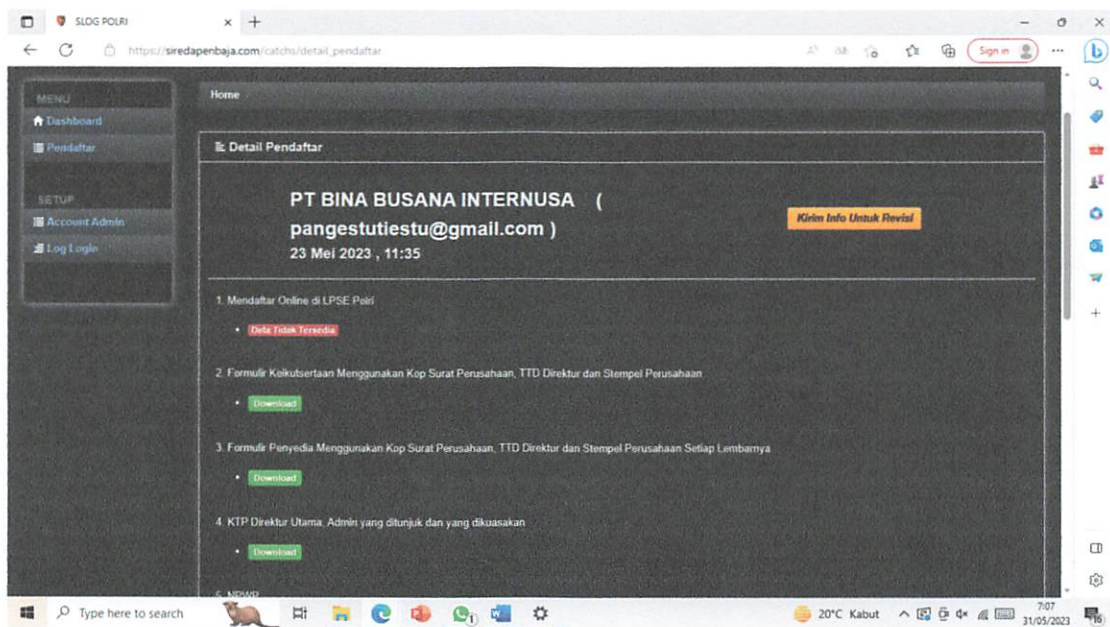 SLOG POLRI
https://siredapenbaja.com/catchs/detail_pendaftar
Sign in
MENU
Dashboard
Pendaftar
SETUP
Account Admin
Log Login
Home
Detail Pendaftar
PT BINA BUSANA INTERNUSA (
pangestutiestu@gmail.com )
23 Mei 2023 , 11:35
Kirim Info Untuk Revisi
1. Mendaftar Online di LPSE Polri
• Data Tidak Tersedia
2. Formulir Keikutsertaan Menggunakan Kop Surat Perusahaan, TTD Direktur dan Stempel Perusahaan
• Download
3. Formulir Penyedia Menggunakan Kop Surat Perusahaan, TTD Direktur dan Stempel Perusahaan Setiap Lembarnya
• Download
4. KTP Direktur Utama, Admin yang ditunjuk dan yang dikuasakan
• Download
5. NPWP
Type here to search
20°C Kabut
7:07
31/05/2023
16